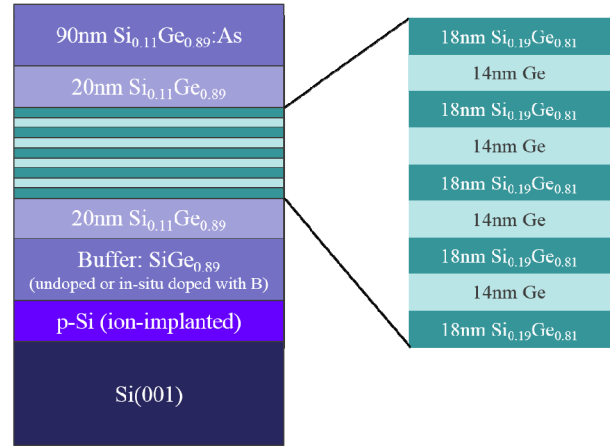 90nm Si₀.₁₁Ge₀.₈₉:As
20nm Si₀.₁₁Ge₀.₈₉
20nm Si₀.₁₁Ge₀.₈₉
Buffer: SiGe₀.₈₉
(undoped or in-situ doped with B)
p-Si (ion-implanted)
Si(001)
18nm Si₀.₁₉Ge₀.₈₁
14nm Ge
18nm Si₀.₁₉Ge₀.₈₁
14nm Ge
18nm Si₀.₁₉Ge₀.₈₁
14nm Ge
18nm Si₀.₁₉Ge₀.₈₁
14nm Ge
18nm Si₀.₁₉Ge₀.₈₁